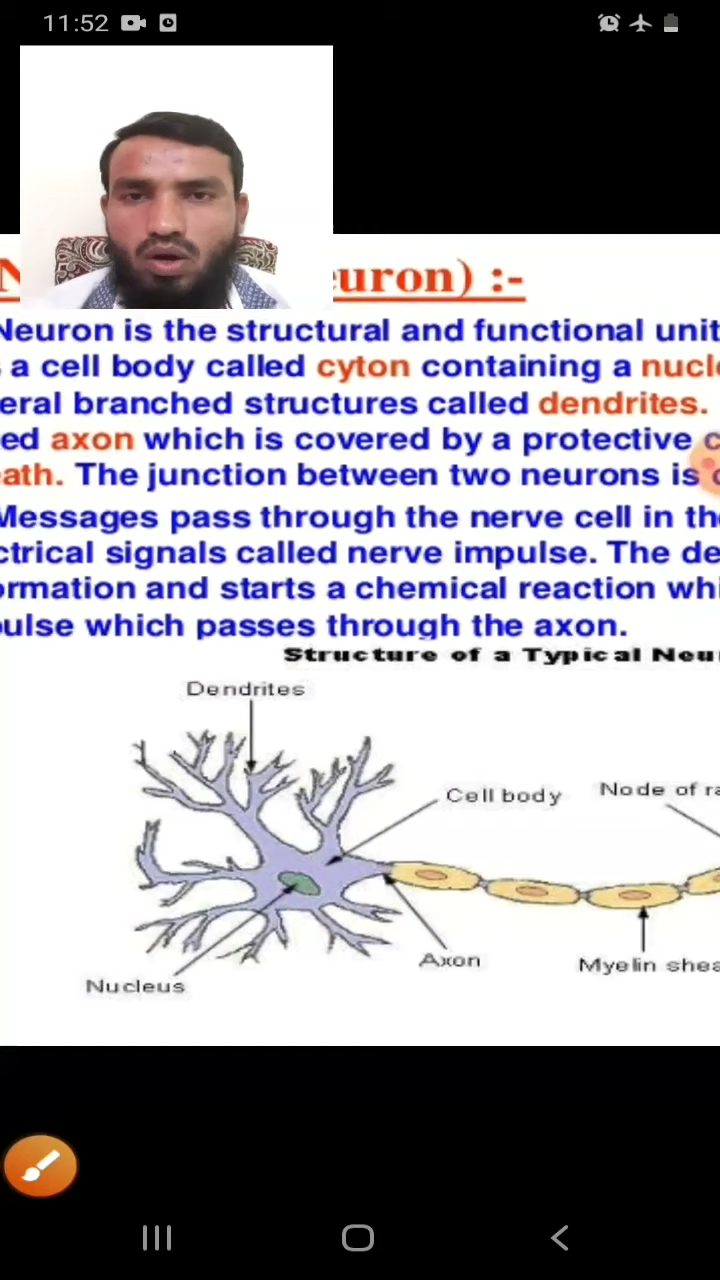 11:52
N euron) :-
Neuron is the structural and functional unit
s a cell body called cyton containing a nucle
eral branched structures called dendrites.
ed axon which is covered by a protective c
ath. The junction between two neurons is c
Messages pass through the nerve cell in the
ctrical signals called nerve impulse. The de
ormation and starts a chemical reaction whi
pulse which passes through the axon.
Structure of a Typical Neu
Dendrites
Cell body
Node of ra
Axon
Myelin shea
Nucleus